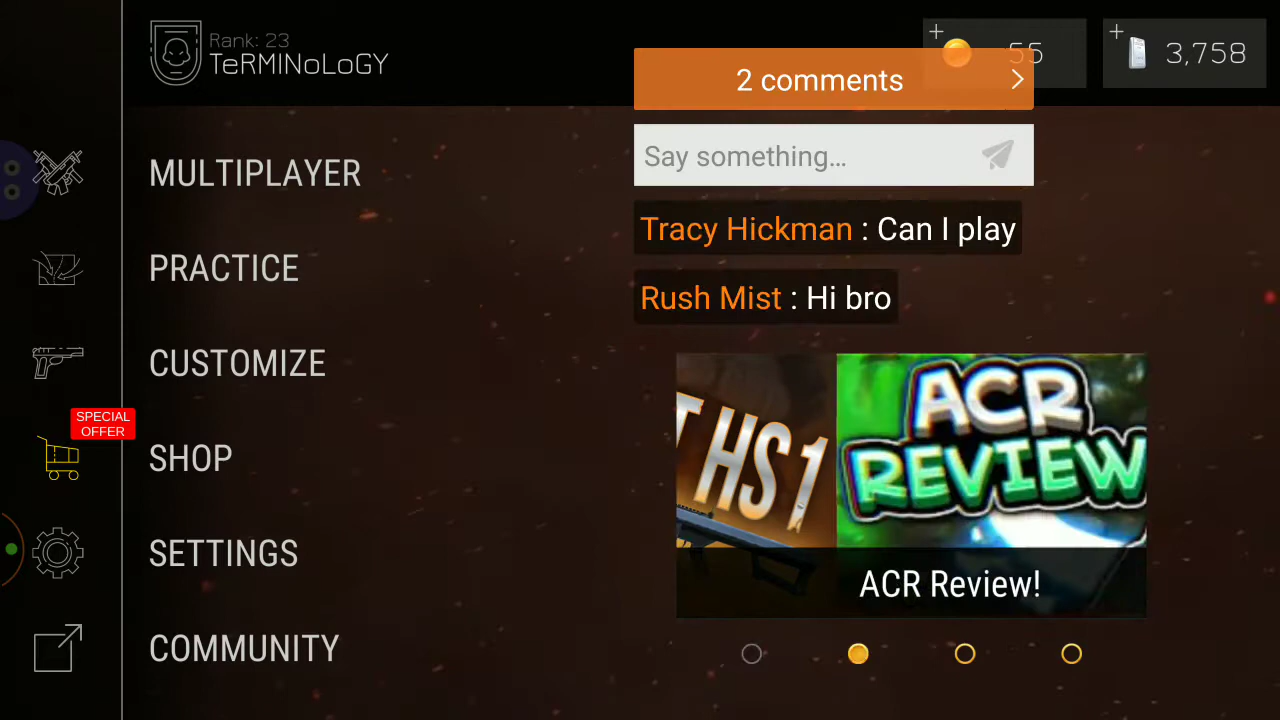 Rank: 23
TeRMINoLoGY
55
3,758
2 comments
Say something...
Tracy Hickman : Can I play
Rush Mist : Hi bro
MULTIPLAYER
PRACTICE
CUSTOMIZE
SPECIAL
OFFER
SHOP
SETTINGS
COMMUNITY
T HS1
ACR
REVIEW
ACR Review!